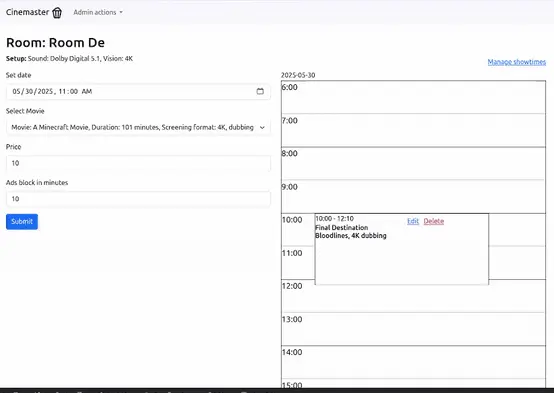 Cinemaster Admin actions
Room: Room De
Setup: Sound: Dolby Digital 5.1, Vision: 4K
Manage showtimes
Set date
05/30/2025, 11:00 AM
Select Movie
Movie: A Minecraft Movie, Duration: 101 minutes, Screening format: 4K, dubbing
Price
10
Ads block in minutes
10
Submit
2025-05-30
6:00
7:00
8:00
9:00
10:00
10:00 - 12:10 Edit Delete
Final Destination
Bloodlines, 4K dubbing
11:00
12:00
13:00
14:00
15:00